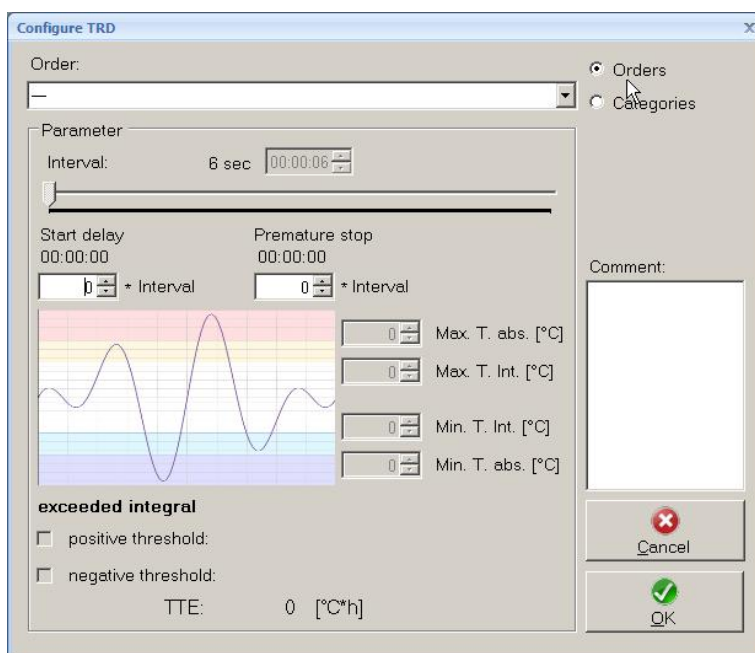 Configure TRD
Order:
Orders
—
Categories
Parameter
Interval: 6 sec 00:00:06
Start delay Premature stop
00:00:00 00:00:00
0 * Interval 0 * Interval
Comment:
0 Max. T. abs. [°C]
0 Max. T. Int. [°C]
0 Min. T. Int. [°C]
0 Min. T. abs. [°C]
exceeded integral
positive threshold:
Cancel
negative threshold:
TTE: 0 [°C*h]
OK